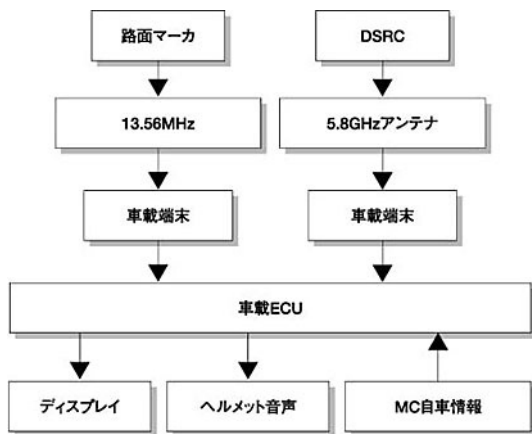 路面マーカ
DSRC
13.56MHz
5.8GHzアンテナ
車載端末
車載端末
車載ECU
ディスプレイ
ヘルメット音声
MC自車情報